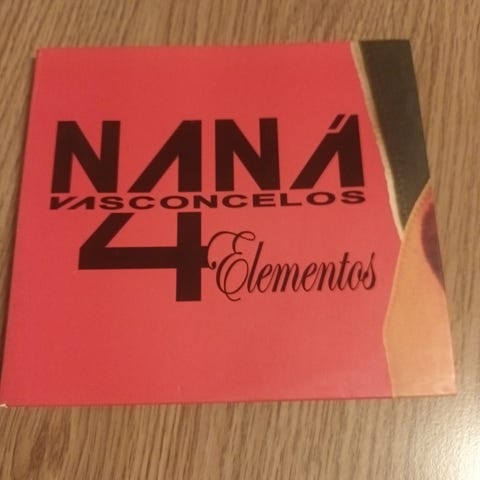 NANÁ
VASCONCELOS
4 Elementos